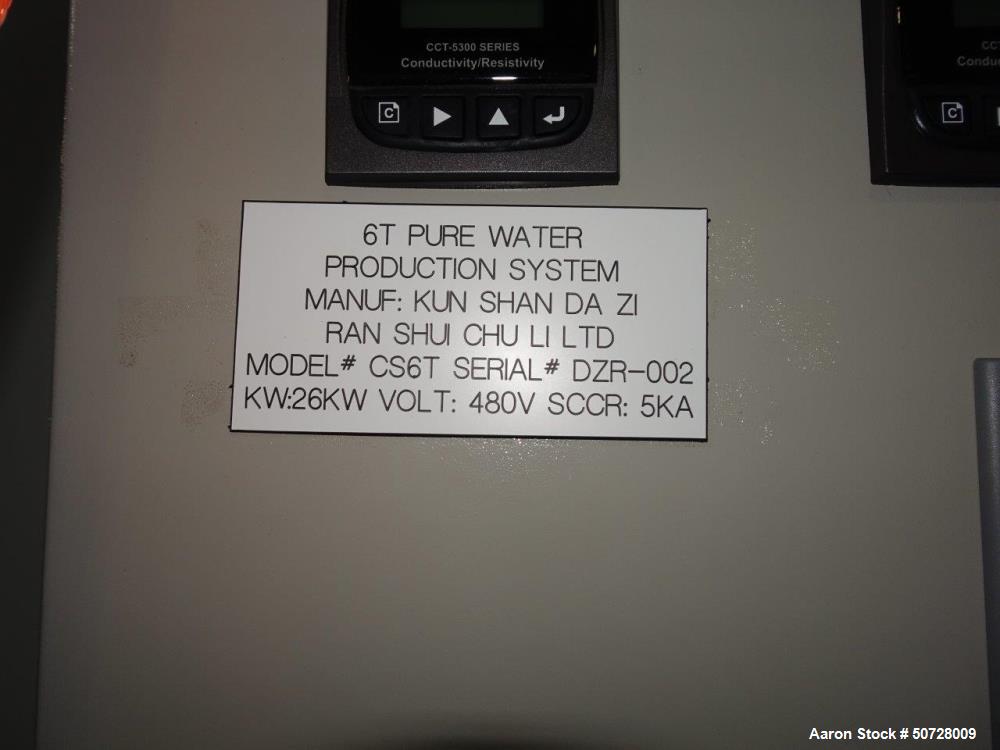 CCT-5300 SERIES
Conductivity/Resistivity
C
C
6T PURE WATER
PRODUCTION SYSTEM
MANUF: KUN SHAN DA ZI
RAN SHUI CHU LI LTD
MODEL# CS6T SERIAL# DZR-002
KW:26KW VOLT: 480V SCCR: 5KA
Aaron Stock # 50728009